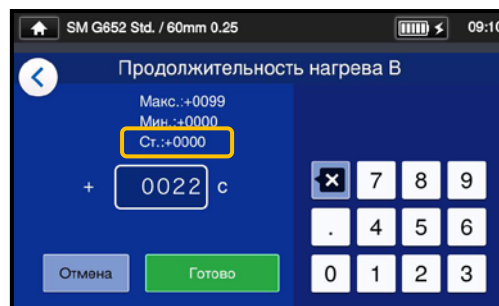 SM G652 Std. / 60mm 0.25 09:10
Продолжительность нагрева B
Макс.:+0099
Мин.:+0000
Ст.:+0000
+ 0022 с
7 8 9
. 4 5 6
Отмена Готово 0 1 2 3